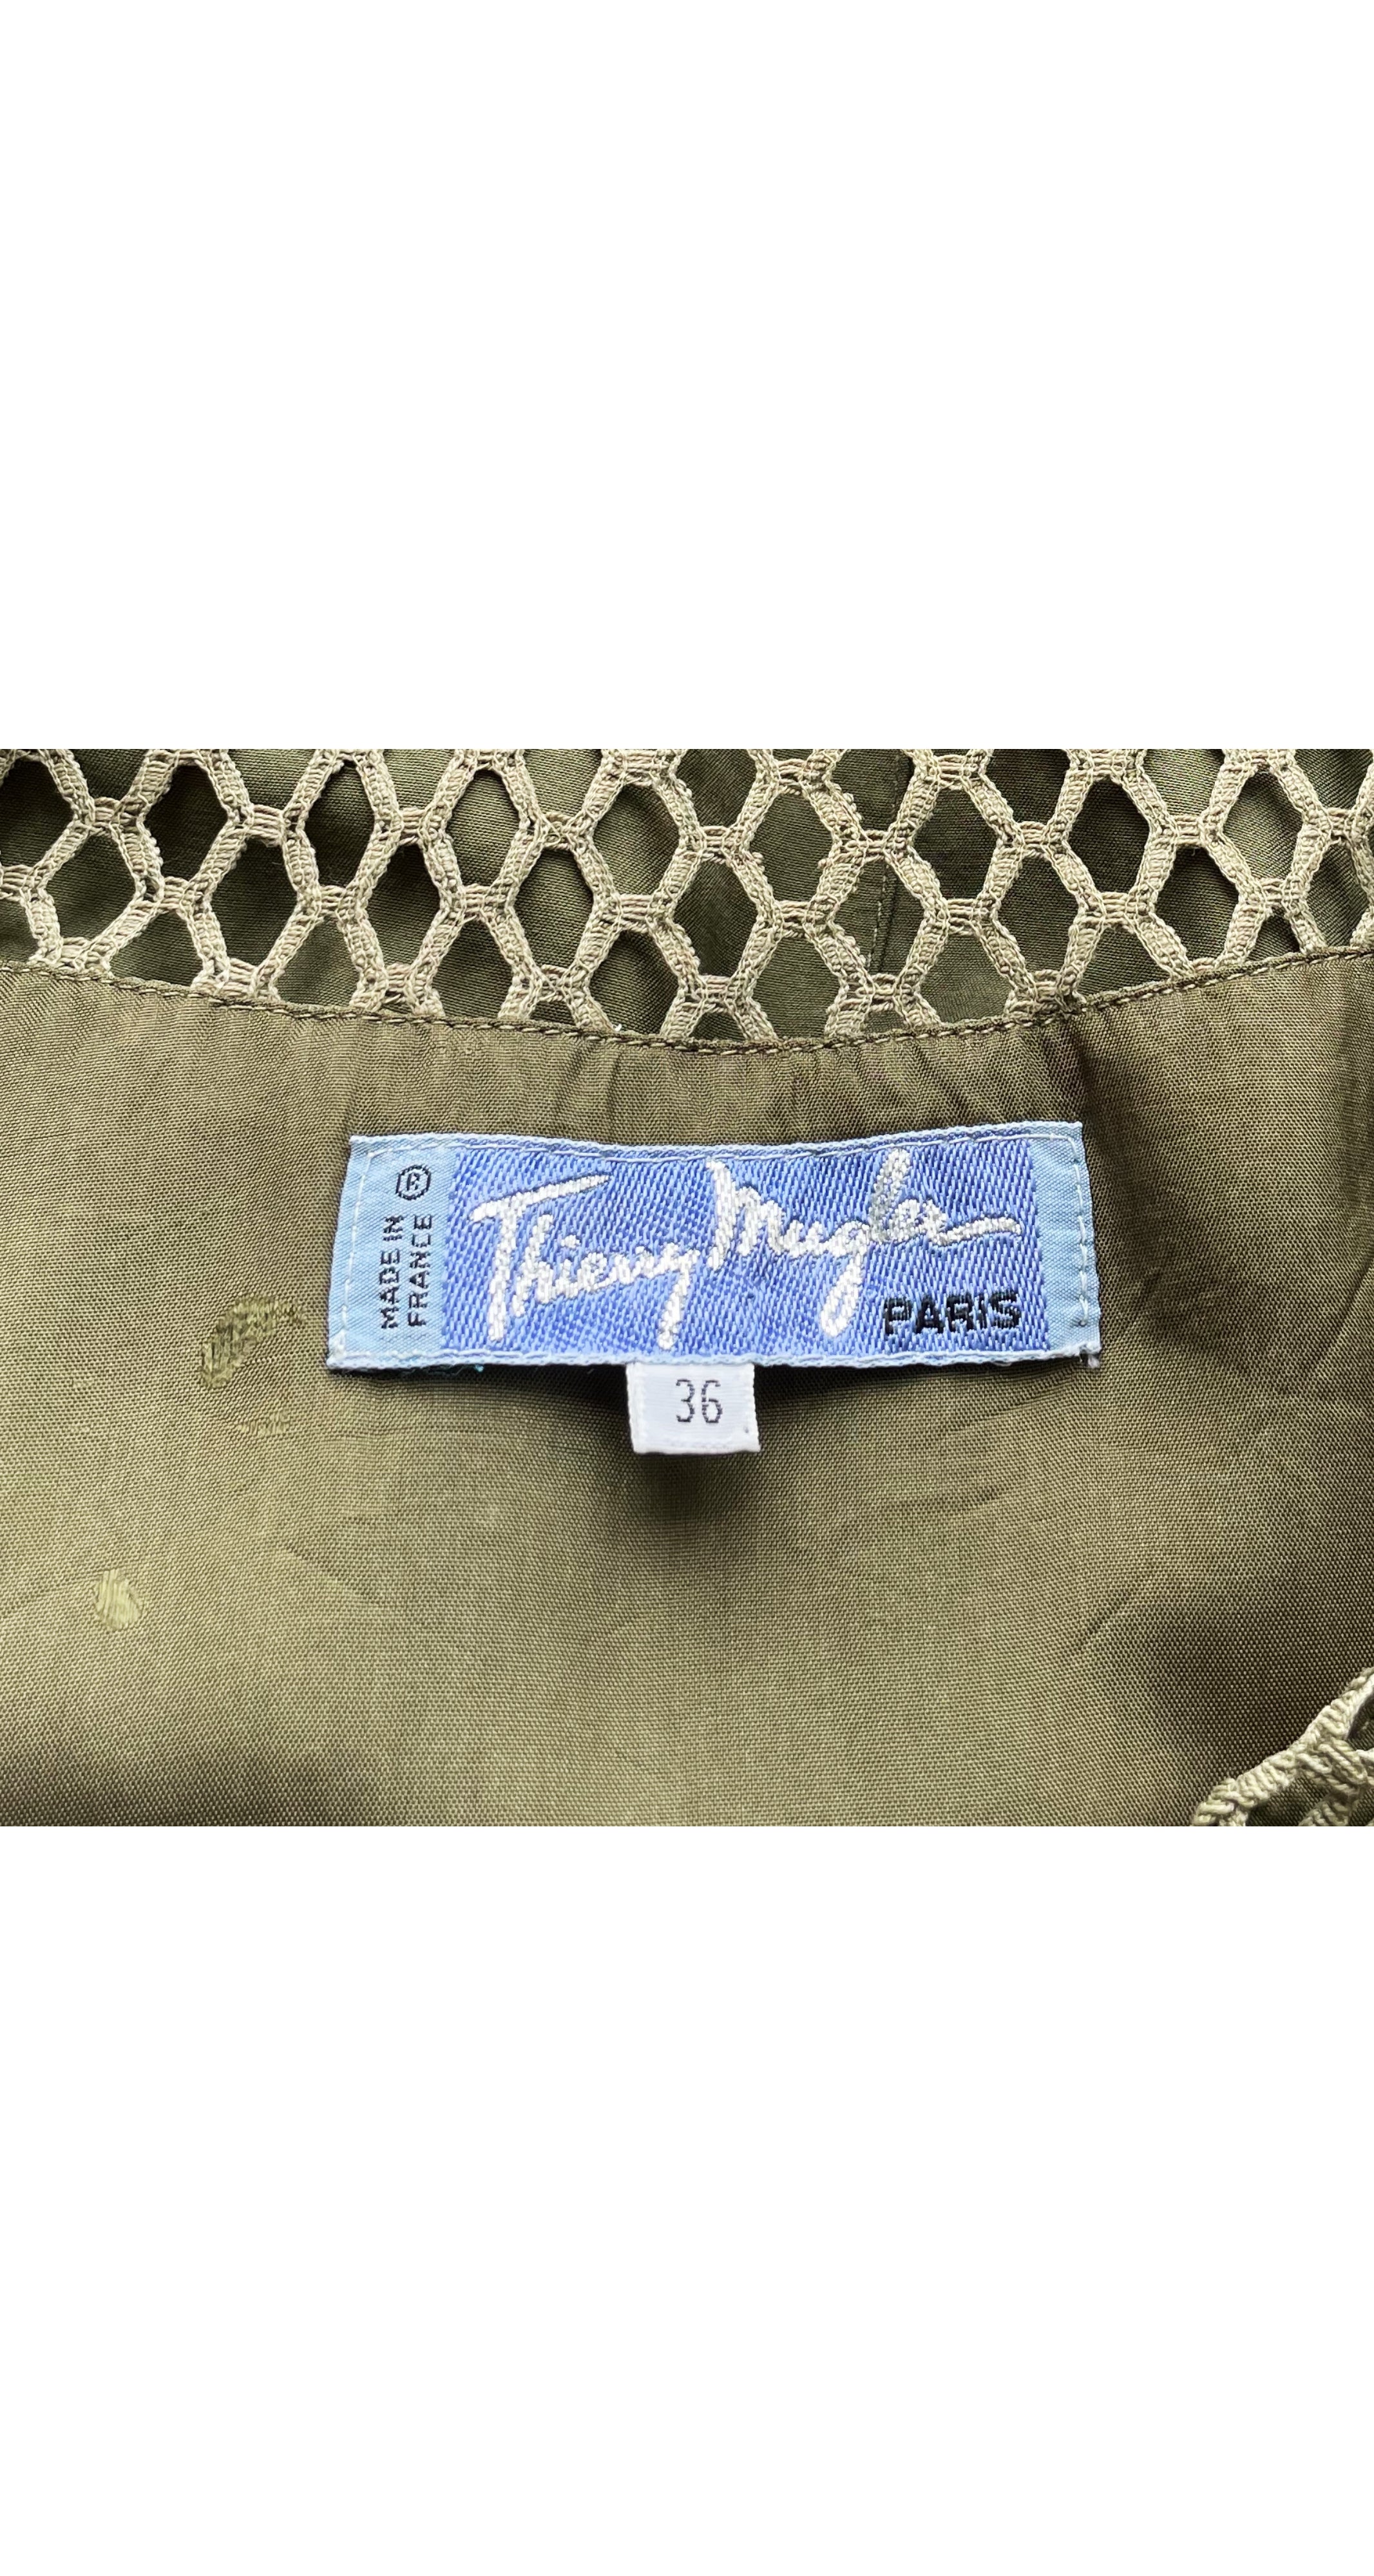 MADE IN
FRANCE ®
Thierry Mugler
PARIS
36